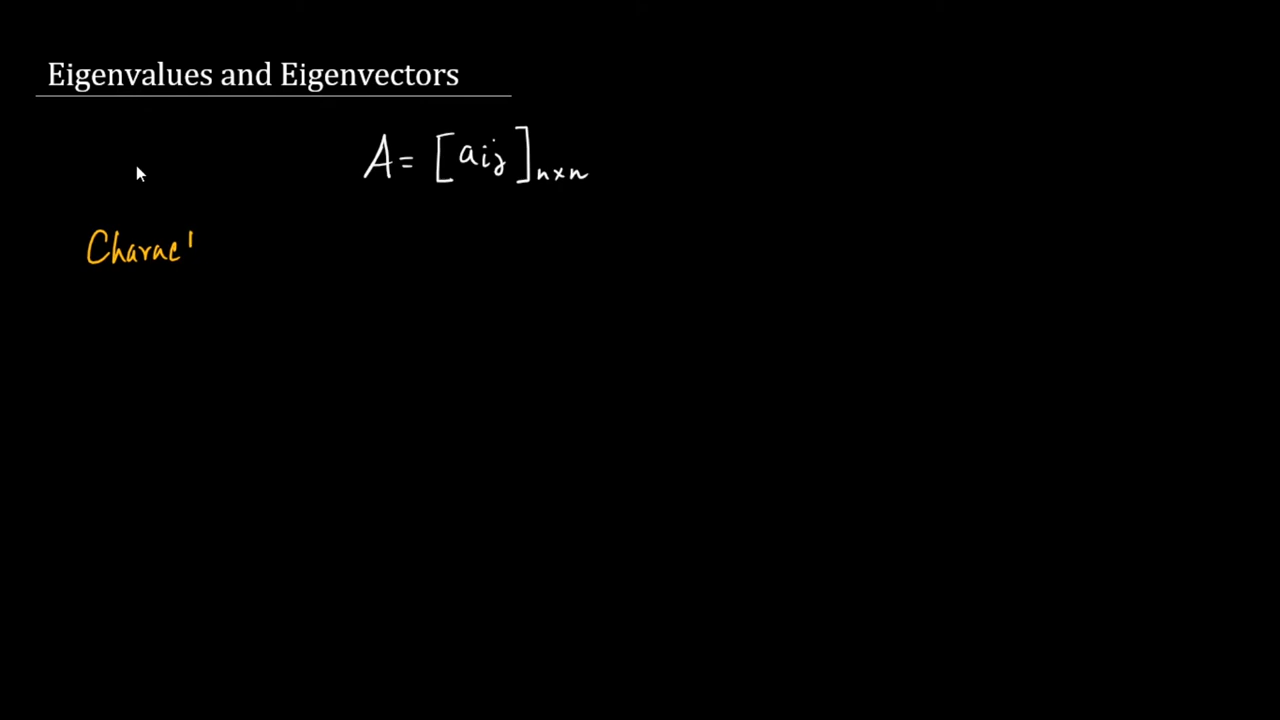 Eigenvalues and Eigenvectors
A = [aij]n×n
Charac'